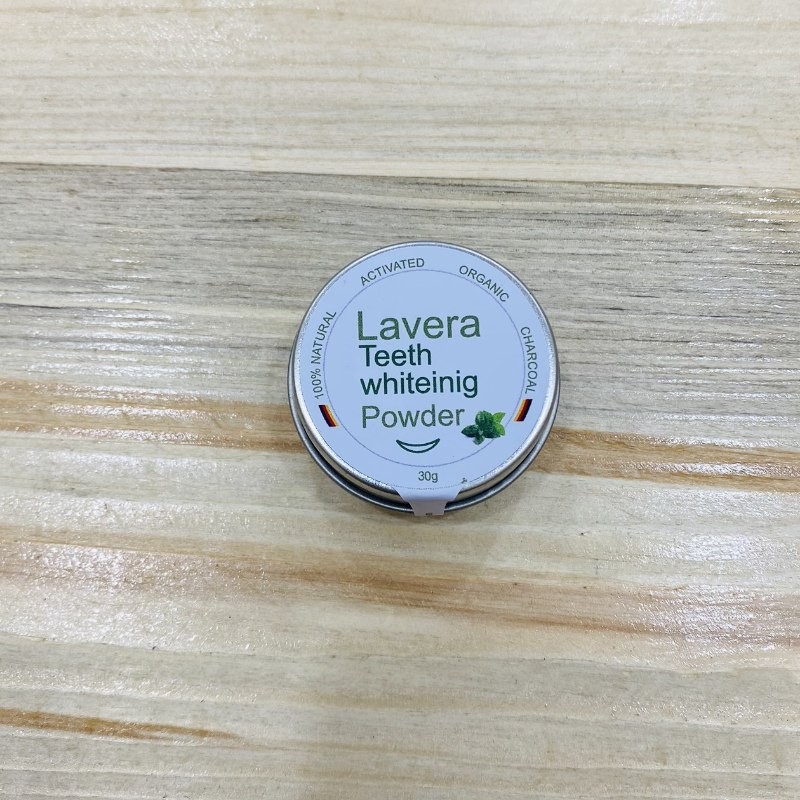 100% NATURAL ACTIVATED ORGANIC CHARCOAL
Lavera
Teeth
whiteinig
Powder
30g